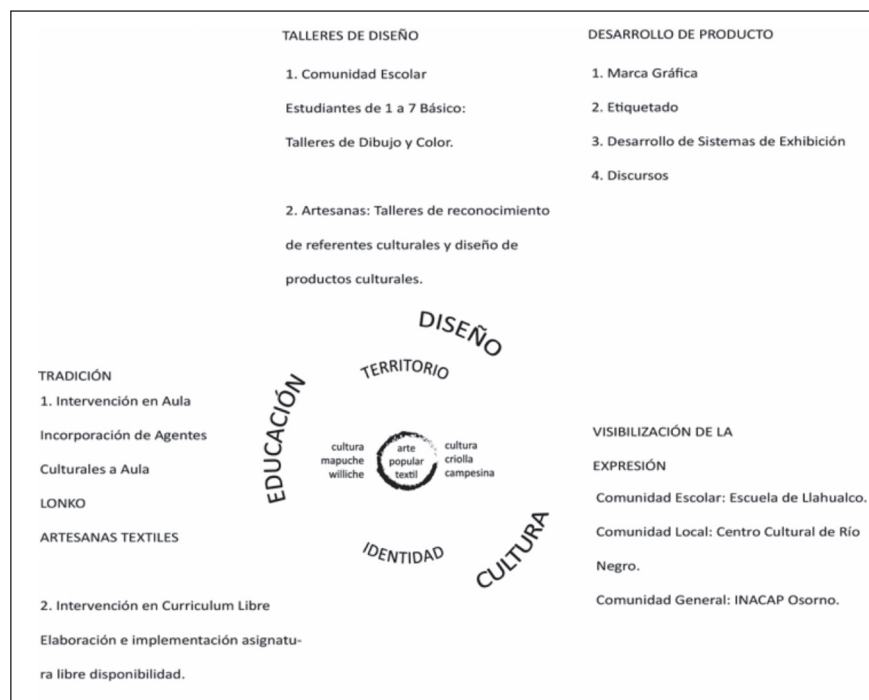 TALLERES DE DISEÑO
1. Comunidad Escolar
Estudiantes de 1 a 7 Básico:
Talleres de Dibujo y Color.
2. Artesanas: Talleres de reconocimiento
de referentes culturales y diseño de
productos culturales.
DESARROLLO DE PRODUCTO
1. Marca Gráfica
2. Etiquetado
3. Desarrollo de Sistemas de Exhibición
4. Discursos
DISEÑO
TERRITORIO
EDUCACIÓN
cultura
mapuche
williche
arte
popular
textil
cultura
criolla
campesina
IDENTIDAD
CULTURA
TRADICIÓN
1. Intervención en Aula
Incorporación de Agentes
Culturales a Aula
LONKO
ARTESANAS TEXTILES
2. Intervención en Curriculum Libre
Elaboración e implementación asignatu-
ra libre disponibilidad.
VISIBILIZACIÓN DE LA
EXPRESIÓN
Comunidad Escolar: Escuela de Llahualco.
Comunidad Local: Centro Cultural de Río
Negro.
Comunidad General: INACAP Osorno.